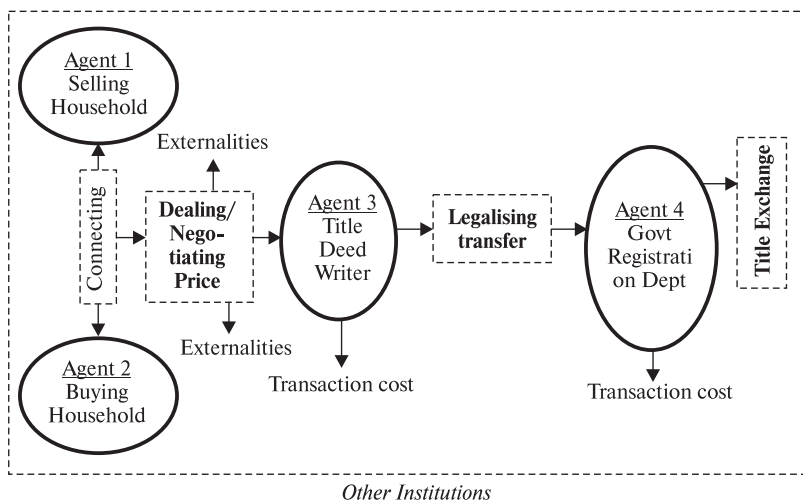 Agent 1
Selling
Household
Externalities
Connecting
Dealing/
Nego-
tiating
Price
Agent 3
Title
Deed
Writer
Legalising
transfer
Agent 4
Govt
Registrati
on Dept
Title Exchange
Externalities
Agent 2
Buying
Household
Transaction cost
Transaction cost
Other Institutions